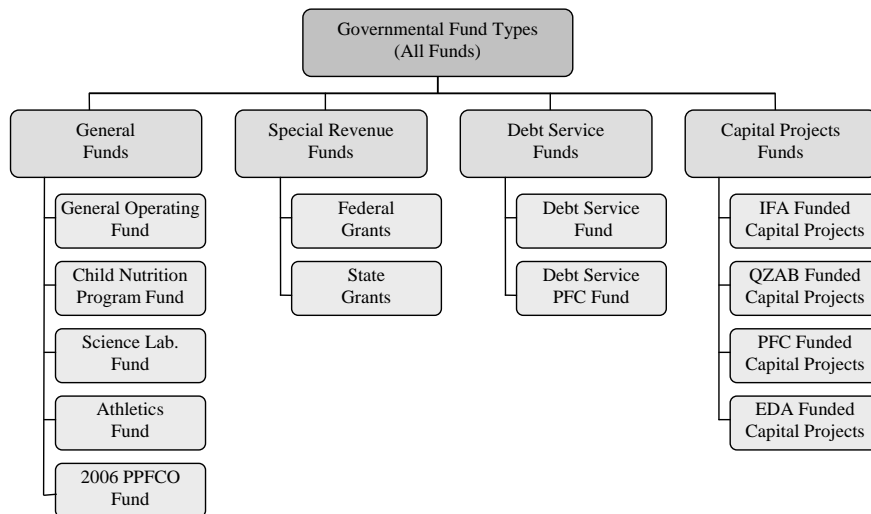 Governmental Fund Types
(All Funds)
General
Funds
Special Revenue
Funds
Debt Service
Funds
Capital Projects
Funds
General Operating
Fund
Child Nutrition
Program Fund
Science Lab.
Fund
Athletics
Fund
2006 PPFCO
Fund
Federal
Grants
State
Grants
Debt Service
Fund
Debt Service
PFC Fund
IFA Funded
Capital Projects
QZAB Funded
Capital Projects
PFC Funded
Capital Projects
EDA Funded
Capital Projects